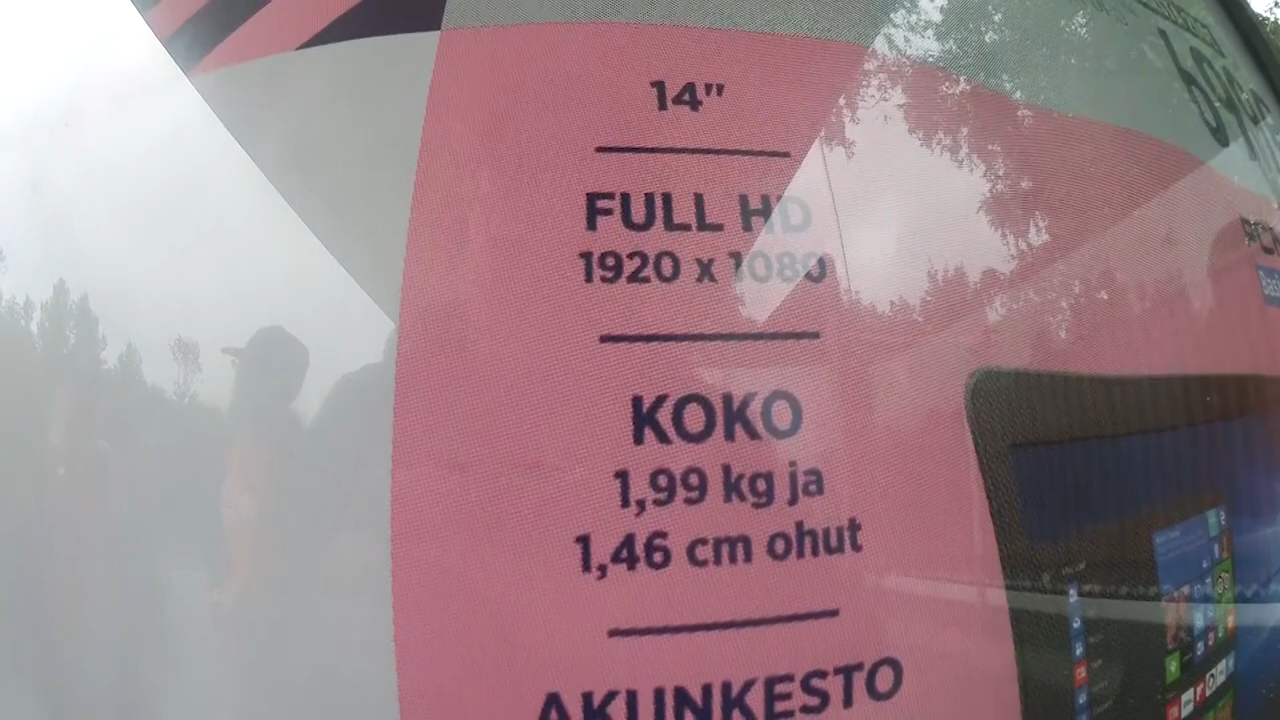 14"
FULL HD
1920 x 1080
KOKO
1,99 kg ja
1,46 cm ohut
AKUNKESTO